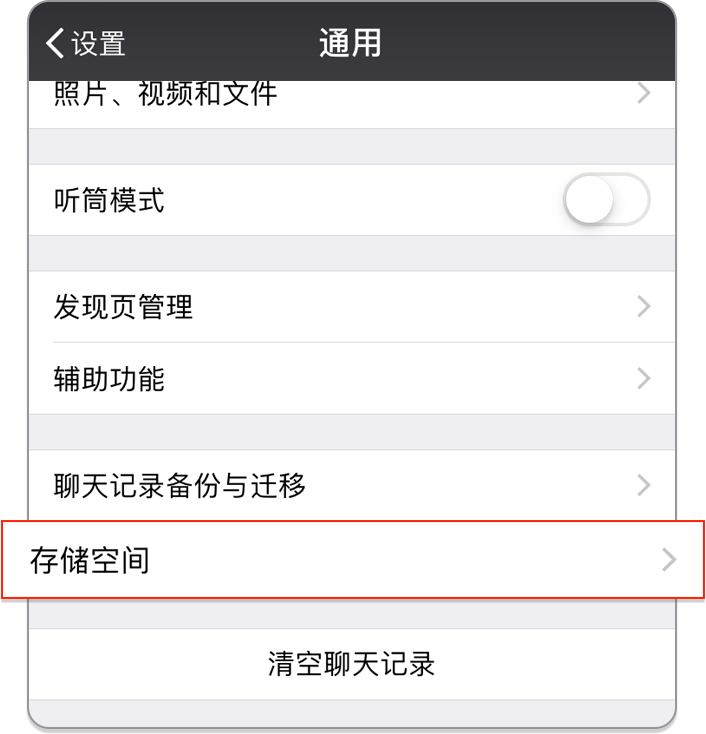 设置
通用
照片、视频和文件
听筒模式
发现页管理
辅助功能
聊天记录备份与迁移
存储空间
清空聊天记录